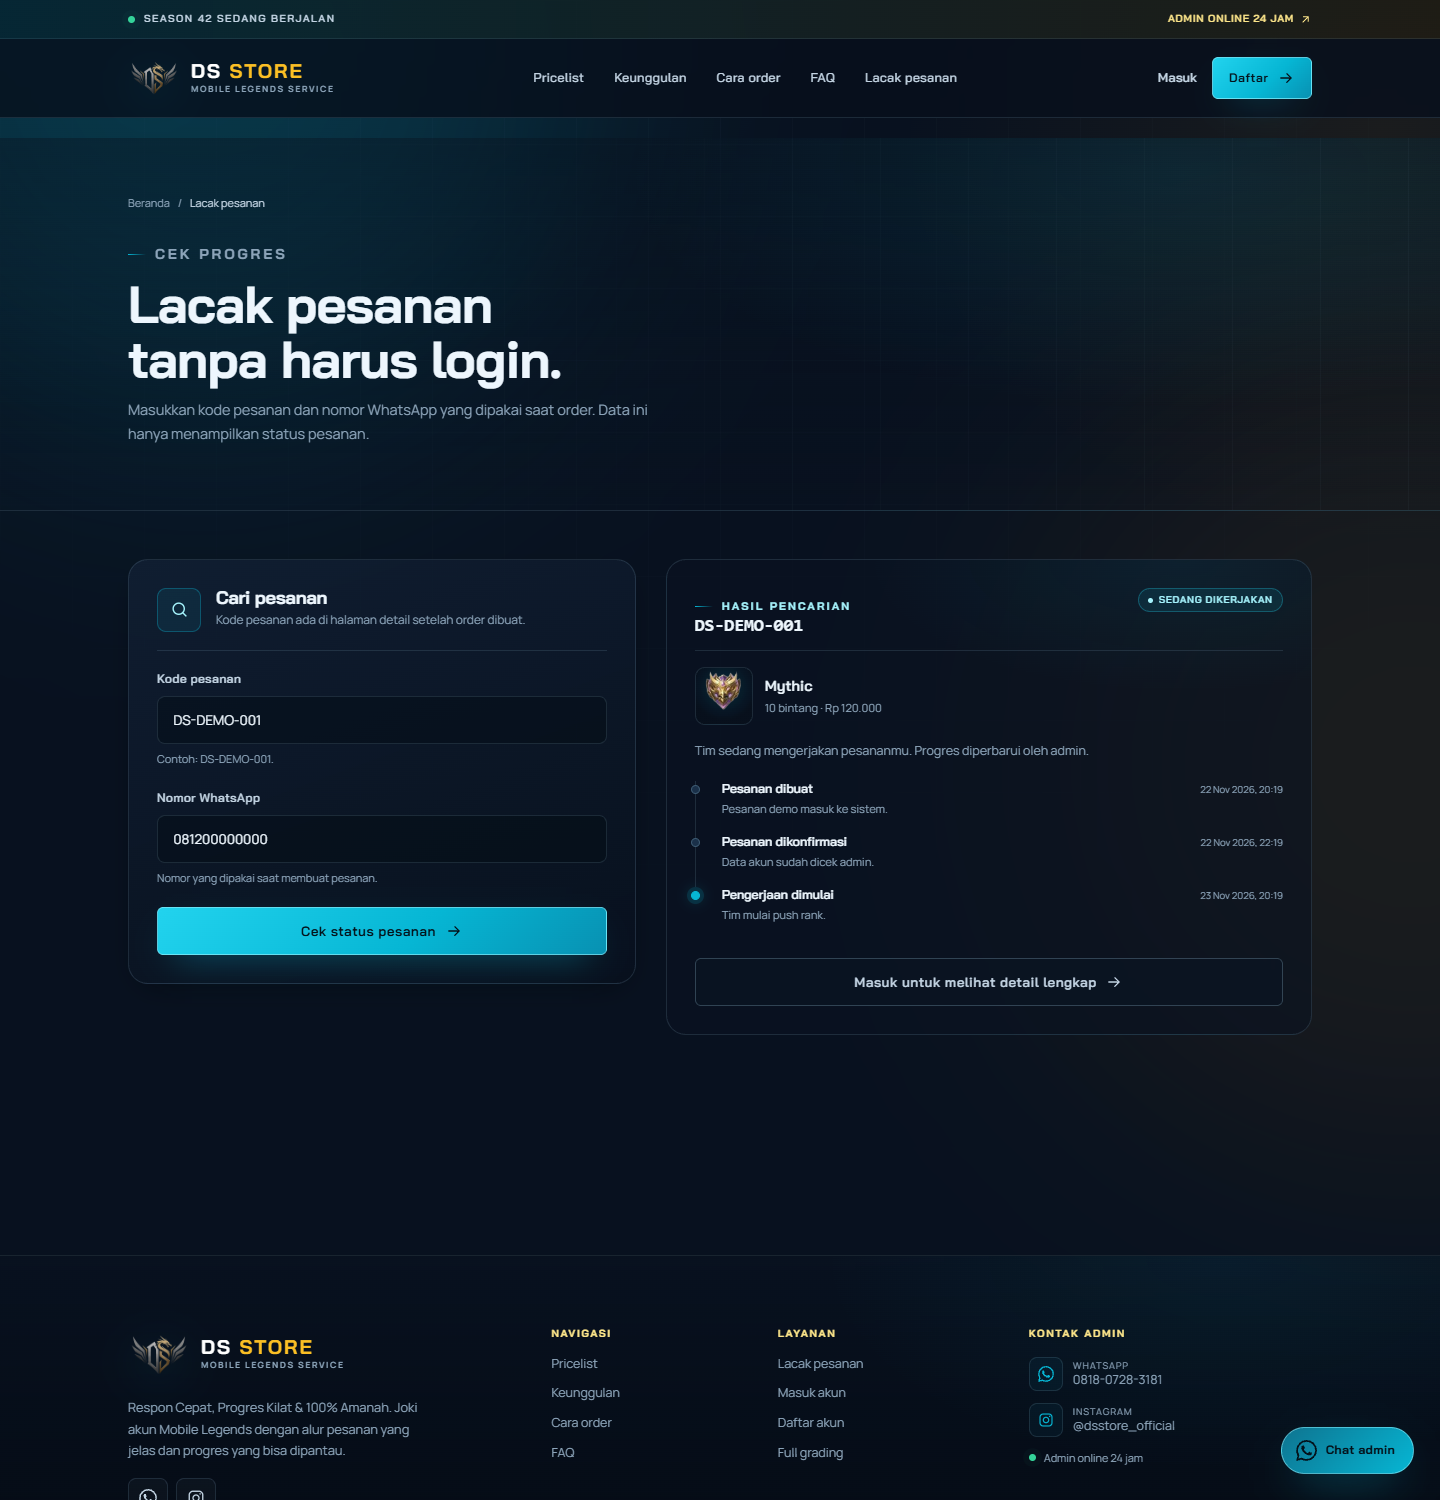 SEASON 42 SEDANG BERJALAN
ADMIN ONLINE 24 JAM
DS STORE
MOBILE LEGENDS SERVICE
Pricelist
Keunggulan
Cara order
FAQ
Lacak pesanan
Masuk
Daftar
Beranda / Lacak pesanan
CEK PROGRES
Lacak pesanan
tanpa harus login.
Masukkan kode pesanan dan nomor WhatsApp yang dipakai saat order. Data ini
hanya menampilkan status pesanan.
Cari pesanan
Kode pesanan ada di halaman detail setelah order dibuat.
Kode pesanan
DS-DEMO-001
Contoh: DS-DEMO-001.
Nomor WhatsApp
081200000000
Nomor yang dipakai saat membuat pesanan.
Cek status pesanan
HASIL PENCARIAN
DS-DEMO-001
SEDANG DIKERJAKAN
Mythic
10 bintang · Rp 120.000
Tim sedang mengerjakan pesananmu. Progres diperbarui oleh admin.
Pesanan dibuat
22 Nov 2026, 20:19
Pesanan demo masuk ke sistem.
Pesanan dikonfirmasi
22 Nov 2026, 22:19
Data akun sudah dicek admin.
Pengerjaan dimulai
23 Nov 2026, 20:19
Tim mulai push rank.
Masuk untuk melihat detail lengkap
DS STORE
MOBILE LEGENDS SERVICE
Respon Cepat, Progres Kilat & 100% Amanah. Joki
akun Mobile Legends dengan alur pesanan yang
jelas dan progres yang bisa dipantau.
NAVIGASI
Pricelist
Keunggulan
Cara order
FAQ
LAYANAN
Lacak pesanan
Masuk akun
Daftar akun
Full grading
KONTAK ADMIN
WHATSAPP
0818-0728-3181
INSTAGRAM
@dsstore_official
Admin online 24 jam
Chat admin